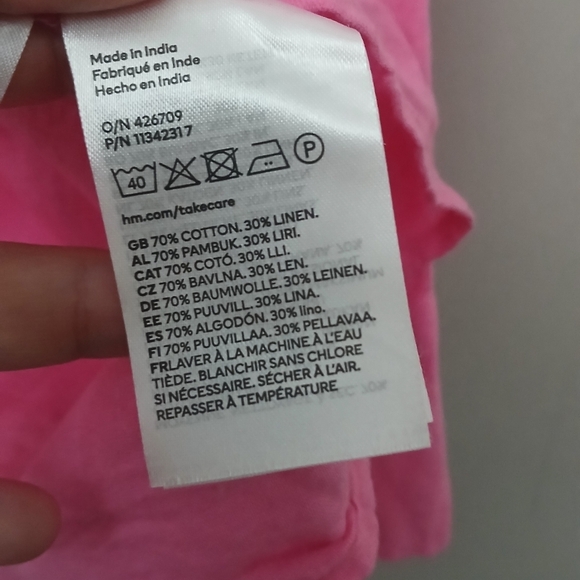 Made in India
Fabriqué en Inde
Hecho en India
O/N 426709
P/N 11342317
40 P
hm.com/takecare
GB 70% COTTON. 30% LINEN.
AL 70% PAMBUK. 30% LIRI.
CAT 70% COTÓ. 30% LLI.
CZ 70% BAVLNA. 30% LEN.
DE 70% BAUMWOLLE. 30% LEINEN.
EE 70% PUUVILL. 30% LINA.
ES 70% ALGODÓN. 30% lino.
FI 70% PUUVILLAA. 30% PELLAVAA.
FRLAVER À LA MACHINE À L'EAU
TIÈDE. BLANCHIR SANS CHLORE
SI NÉCESSAIRE. SÉCHER À L'AIR.
REPASSER À TEMPÉRATURE